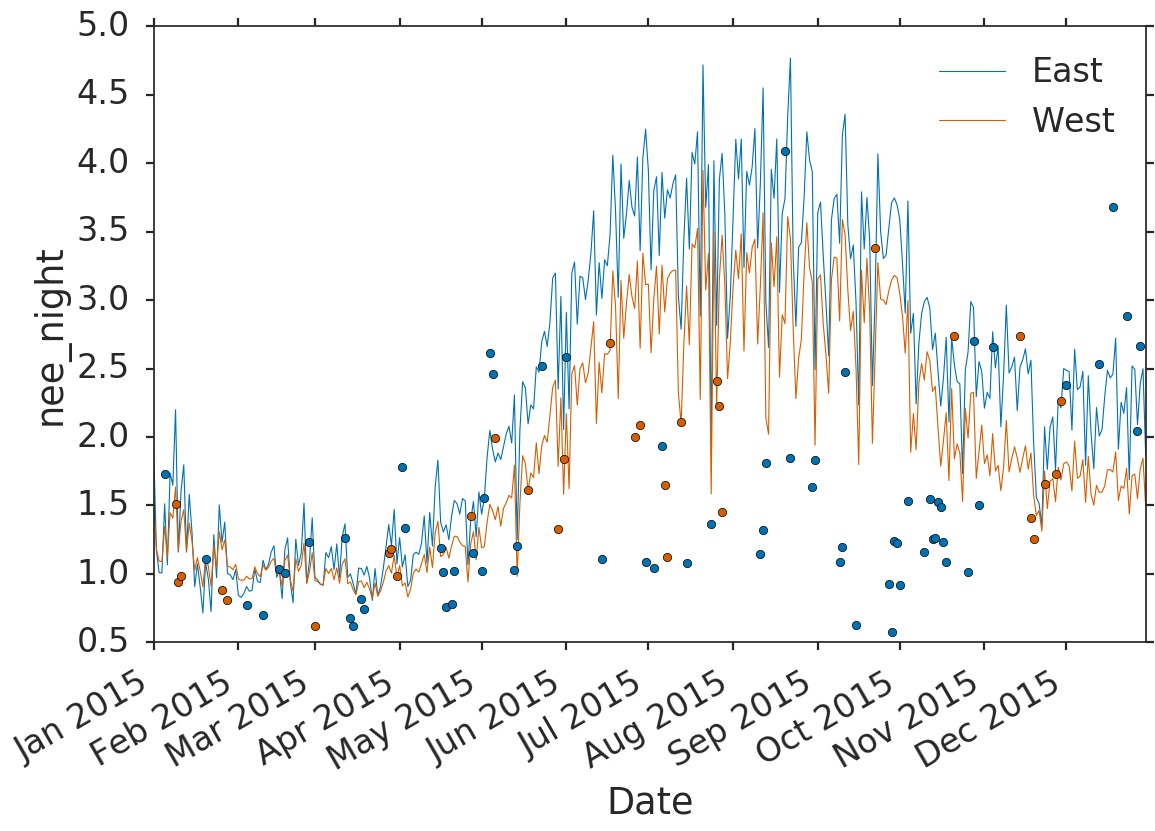 5.0
4.5
4.0
3.5
3.0
2.5
2.0
1.5
1.0
0.5
nee_night
East
West
Jan 2015
Feb 2015
Mar 2015
Apr 2015
May 2015
Jun 2015
Jul 2015
Aug 2015
Sep 2015
Oct 2015
Nov 2015
Dec 2015
Date